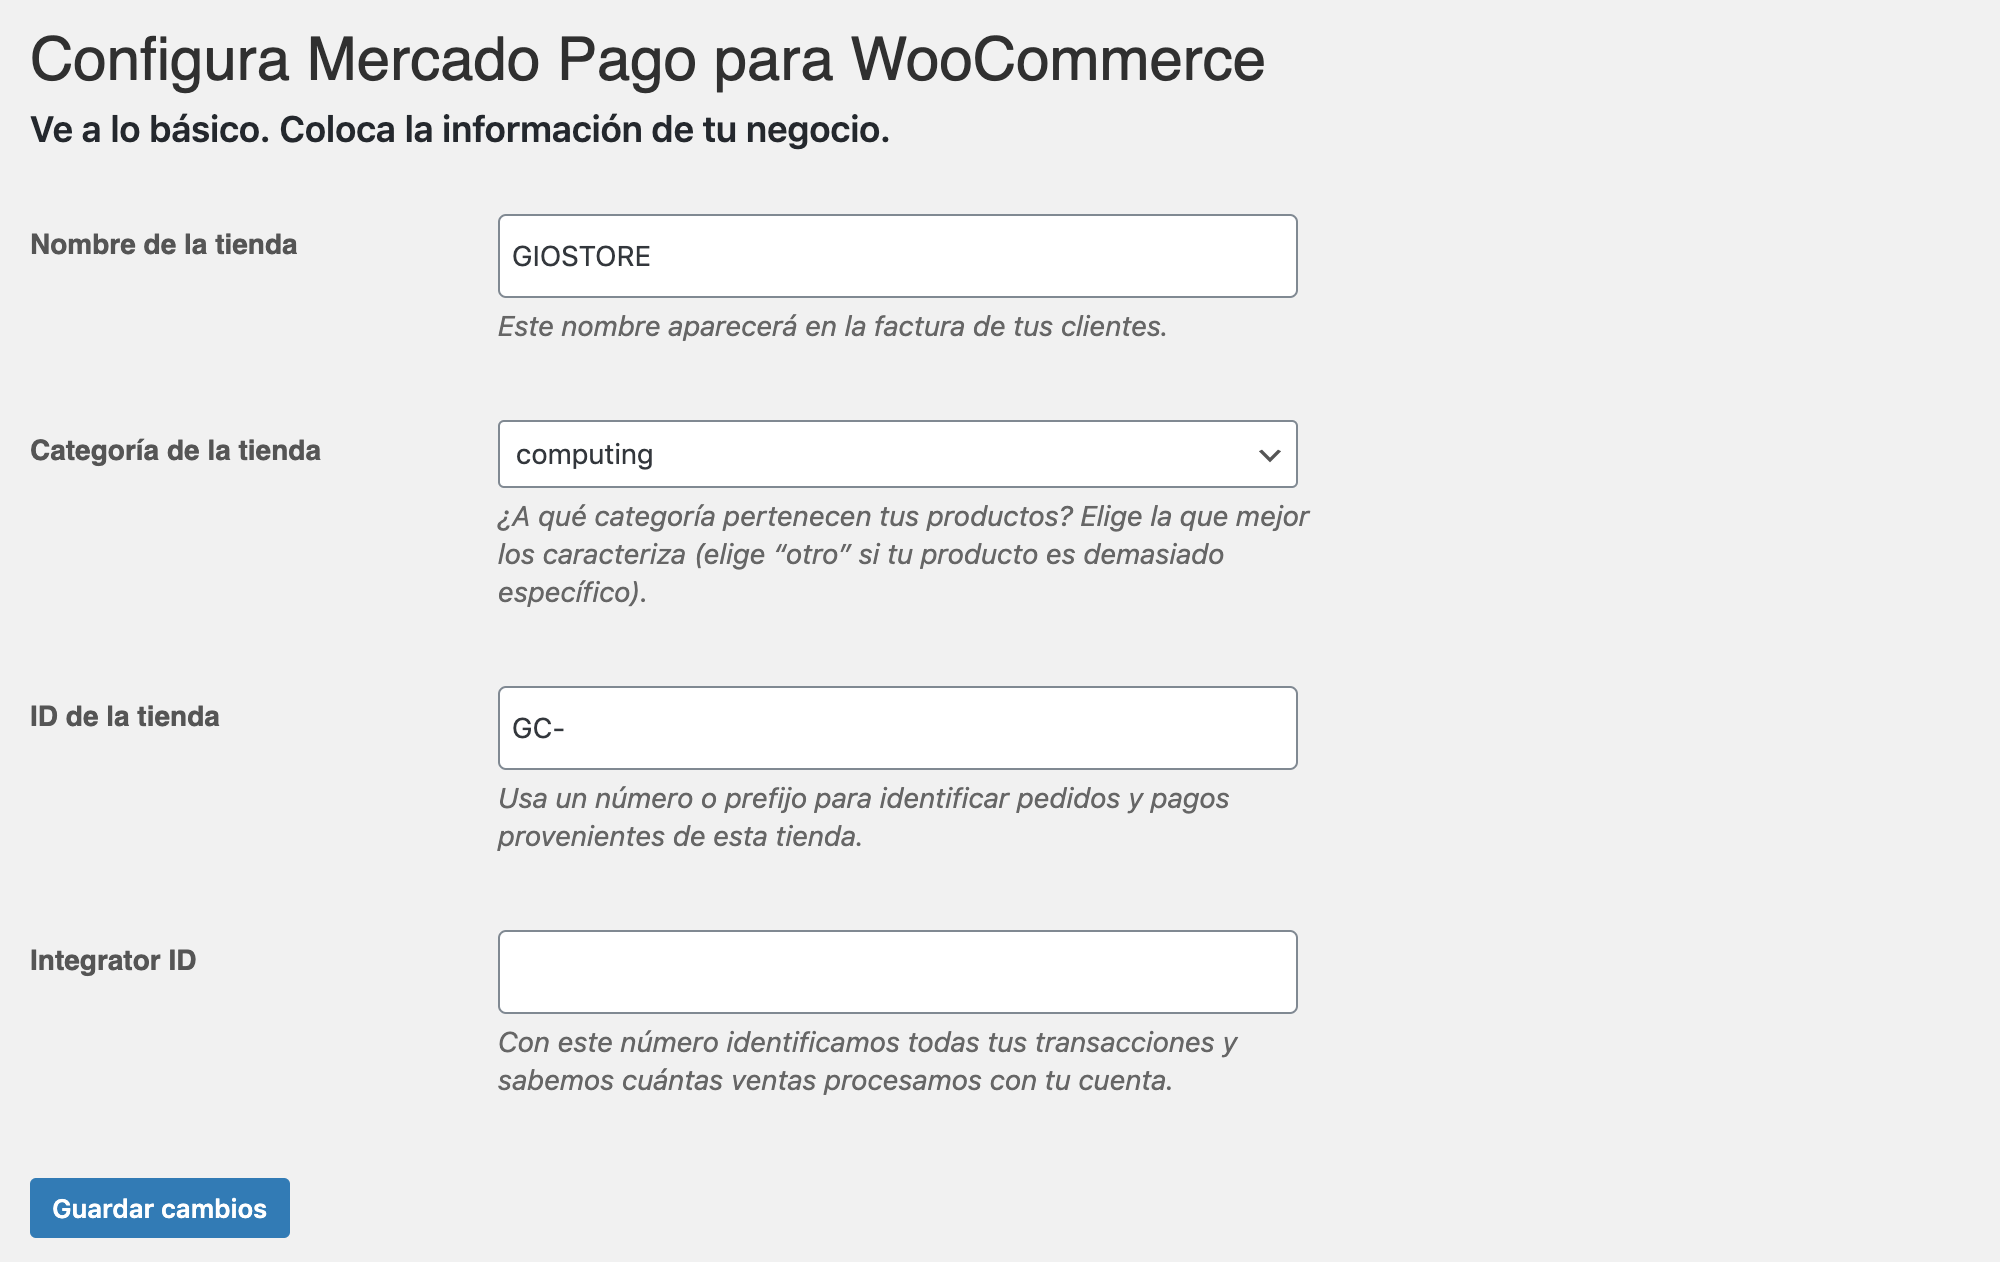 Configura Mercado Pago para WooCommerce
Ve a lo básico. Coloca la información de tu negocio.
Nombre de la tienda
GIOSTORE
Este nombre aparecerá en la factura de tus clientes.
Categoría de la tienda
computing
¿A qué categoría pertenecen tus productos? Elige la que mejor
los caracteriza (elige “otro” si tu producto es demasiado
específico).
ID de la tienda
GC-
Usa un número o prefijo para identificar pedidos y pagos
provenientes de esta tienda.
Integrator ID
Con este número identificamos todas tus transacciones y
sabemos cuántas ventas procesamos con tu cuenta.
Guardar cambios